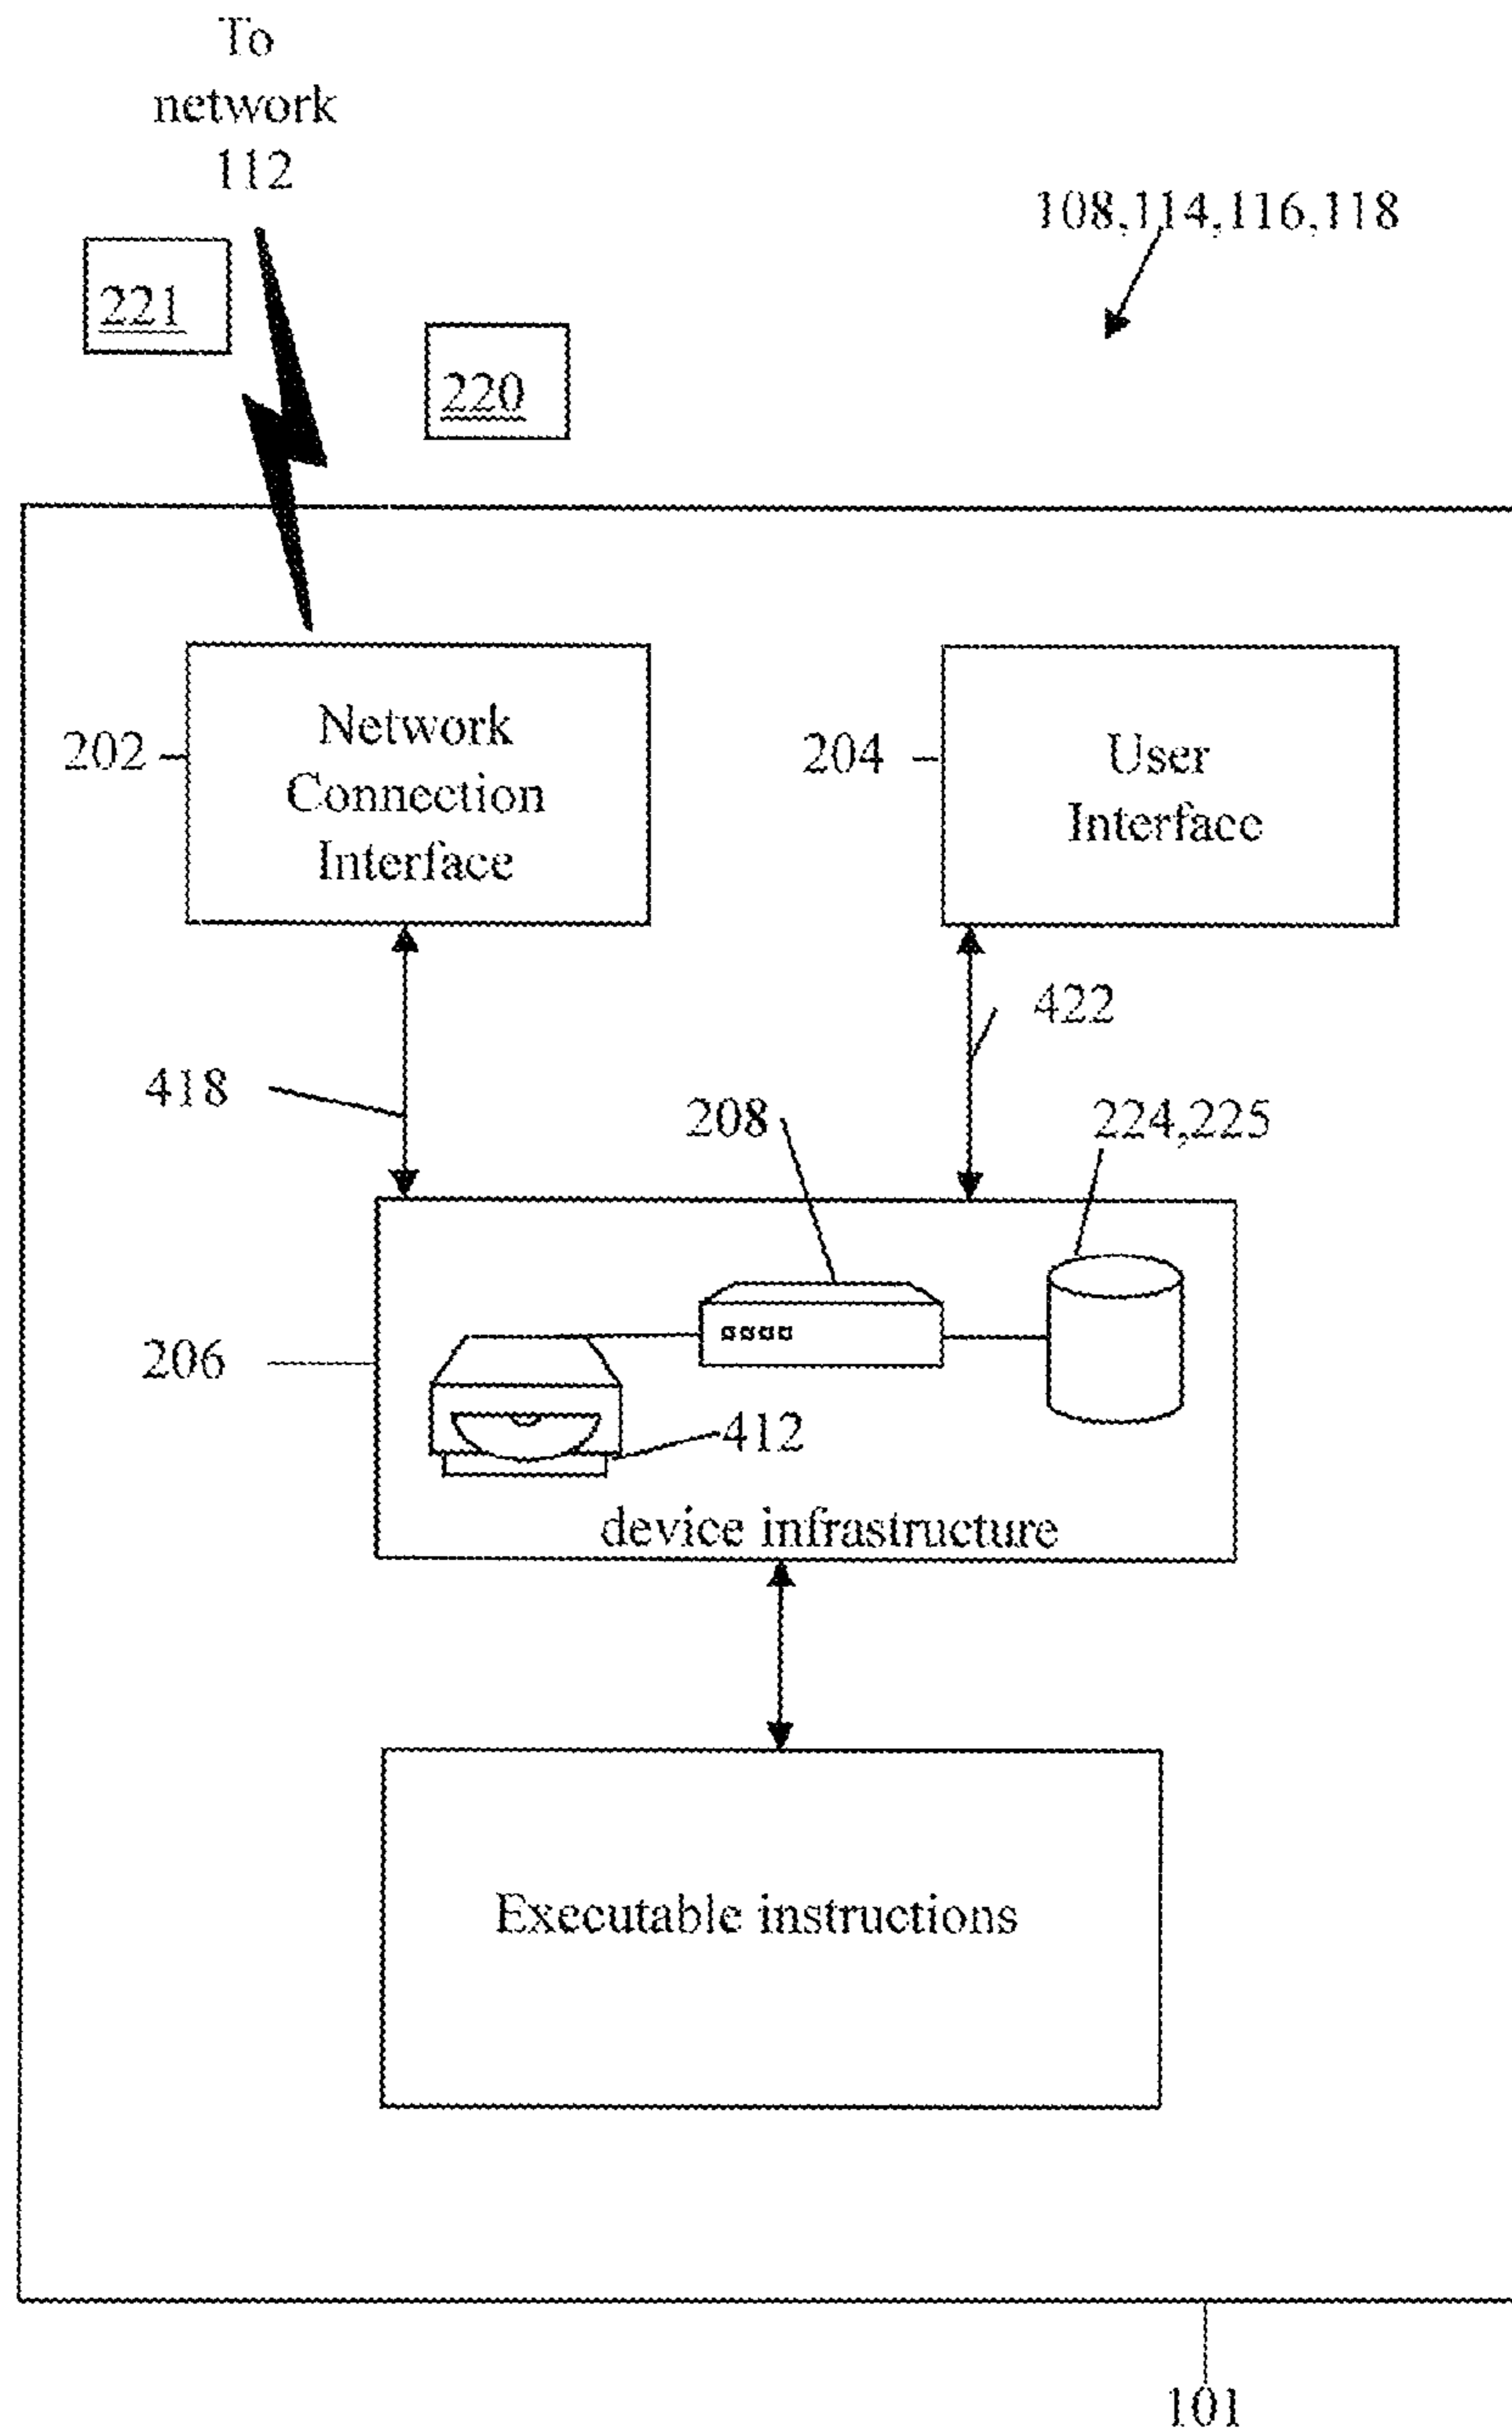 To
network
112
108,114,116,118
221
220
202
Network
Connection
Interface
204
User
Interface
418
422
208
224,225
206
412
device infrastructure
Executable instructions
101